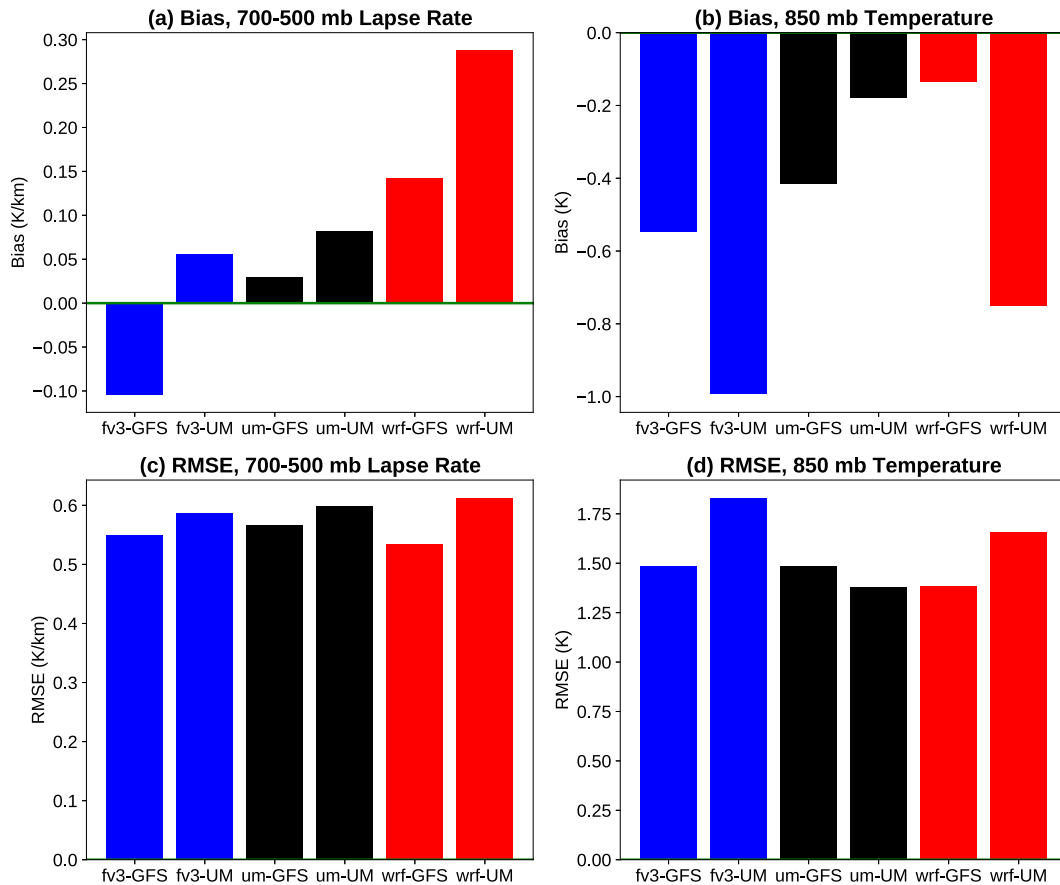 (a) Bias, 700-500 mb Lapse Rate
Bias (K/km)
0.30
0.25
0.20
0.15
0.10
0.05
0.00
−0.05
−0.10
fv3-GFS fv3-UM um-GFS um-UM wrf-GFS wrf-UM
(b) Bias, 850 mb Temperature
Bias (K)
0.0
−0.2
−0.4
−0.6
−0.8
−1.0
fv3-GFS fv3-UM um-GFS um-UM wrf-GFS wrf-UM
(c) RMSE, 700-500 mb Lapse Rate
RMSE (K/km)
0.6
0.5
0.4
0.3
0.2
0.1
0.0
fv3-GFS fv3-UM um-GFS um-UM wrf-GFS wrf-UM
(d) RMSE, 850 mb Temperature
RMSE (K)
1.75
1.50
1.25
1.00
0.75
0.50
0.25
0.00
fv3-GFS fv3-UM um-GFS um-UM wrf-GFS wrf-UM